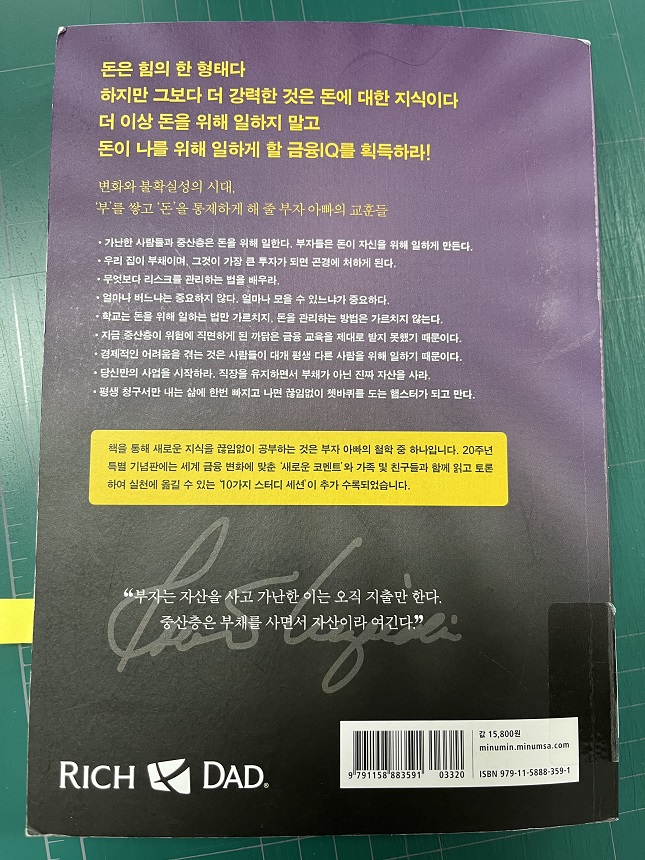 돈은 힘의 한 형태다
하지만 그보다 더 강력한 것은 돈에 대한 지식이다
더 이상 돈을 위해 일하지 말고
돈이 나를 위해 일하게 할 금융IQ를 획득하라!
변화와 불확실성의 시대,
‘부’를 쌓고 ‘돈’을 통제하게 해 줄 부자 아빠의 교훈들
• 가난한 사람들과 중산층은 돈을 위해 일한다. 부자들은 돈이 자신을 위해 일하게 만든다.
• 우리 집이 부채이며, 그것이 가장 큰 투자가 되면 곤경에 처하게 된다.
• 무엇보다 리스크를 관리하는 법을 배우라.
• 얼마나 버느냐는 중요하지 않다. 얼마나 모을 수 있느냐가 중요하다.
• 학교는 돈을 위해 일하는 법만 가르치지, 돈을 관리하는 방법은 가르치지 않는다.
• 지금 중산층이 위험에 직면하게 된 까닭은 금융 교육을 제대로 받지 못했기 때문이다.
• 경제적인 어려움을 겪는 것은 사람들이 대개 평생 다른 사람을 위해 일하기 때문이다.
• 당신만의 사업을 시작하라. 직장을 유지하면서 부채가 아닌 진짜 자산을 사라.
• 평생 청구서만 내는 삶에 한번 빠지고 나면 끊임없이 쳇바퀴를 도는 햄스터가 되고 만다.
책을 통해 새로운 지식을 끊임없이 공부하는 것은 부자 아빠의 철학 중 하나입니다. 20주년
특별 기념판에는 세계 금융 변화에 맞춘 ‘새로운 코멘트’와 가족 및 친구들과 함께 읽고 토론
하여 실천에 옮길 수 있는 ‘10가지 스터디 세션’이 추가 수록되었습니다.
“부자는 자산을 사고 가난한 이는 오직 지출만 한다.
중산층은 부채를 사면서 자산이라 여긴다.”
RICH DAD®
값 15,800원
minumin.minumsa.com
9 791158 883591 03320
ISBN 979-11-5888-359-1